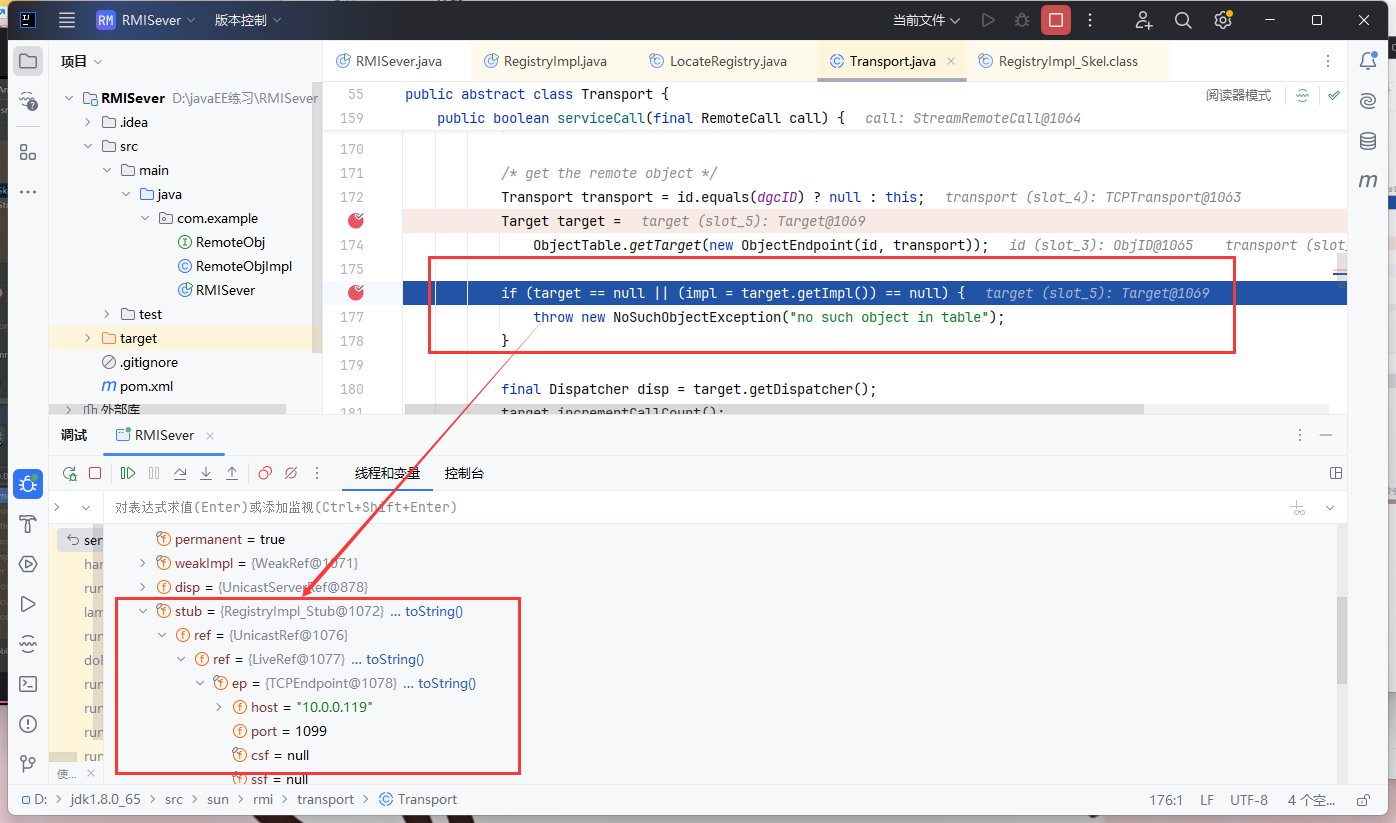 RM RMISever 版本控制 当前文件
项目
RMISever.java RegistryImpl.java LocateRegistry.java Transport.java RegistryImpl_Skel.class
RMISever D:\javaEE练习\RMISever
.idea
src
main
java
com.example
RemoteObj
RemoteObjImpl
RMISever
test
target
.gitignore
pom.xml
外部库
阅读器模式
55 public abstract class Transport {
159 public boolean serviceCall(final RemoteCall call) { call: StreamRemoteCall@1064
170
171 /* get the remote object */
172 Transport transport = id.equals(dgcID) ? null : this; transport (slot_4): TCPTransport@1063
Target target = target (slot_5): Target@1069
174 ObjectTable.getTarget(new ObjectEndpoint(id, transport)); id (slot_3): ObjID@1065 transport (slot_
175
if (target == null || (impl = target.getImpl()) == null) { target (slot_5): Target@1069
177 throw new NoSuchObjectException("no such object in table");
178 }
179
180 final Dispatcher disp = target.getDispatcher();
181 target.incrementCallCount();
调试 RMISever
线程和变量 控制台
对表达式求值(Enter)或添加监视(Ctrl+Shift+Enter)
ser
har
run
lam
run
doP
run
run
run
run
使...
permanent = true
weakImpl = {WeakRef@1071}
disp = {UnicastServerRef@878}
stub = {RegistryImpl_Stub@1072} ... toString()
ref = {UnicastRef@1076}
ref = {LiveRef@1077} ... toString()
ep = {TCPEndpoint@1078} ... toString()
host = "10.0.0.119"
port = 1099
csf = null
ssf = null
D: > jdk1.8.0_65 > src > sun > rmi > transport > Transport
176:1 LF UTF-8 4 个空...